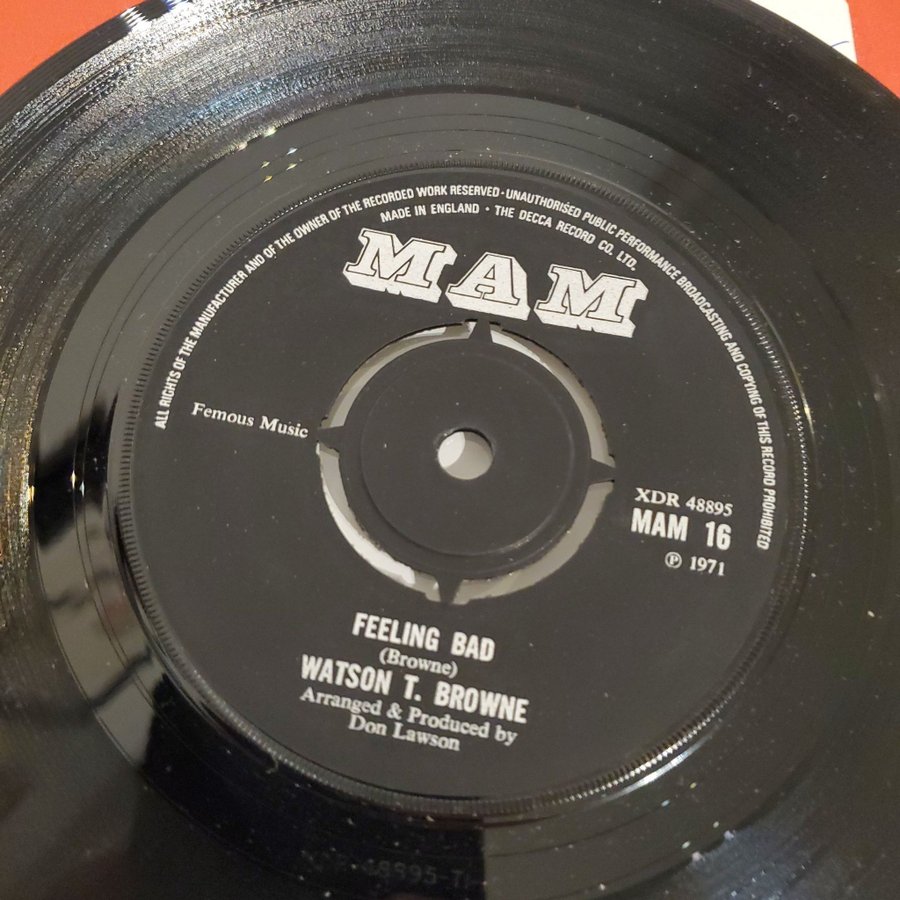 ALL RIGHTS OF THE MANUFACTURER AND OF THE OWNER OF THE RECORDED WORK RESERVED · UNAUTHORISED PUBLIC PERFORMANCE BROADCASTING AND COPYING OF THIS RECORD PROHIBITED
MADE IN ENGLAND · THE DECCA RECORD CO. LTD.
MAM
Femous Music
XDR 48895
MAM 16
℗ 1971
FEELING BAD
(Browne)
WATSON T. BROWNE
Arranged & Produced by
Don Lawson